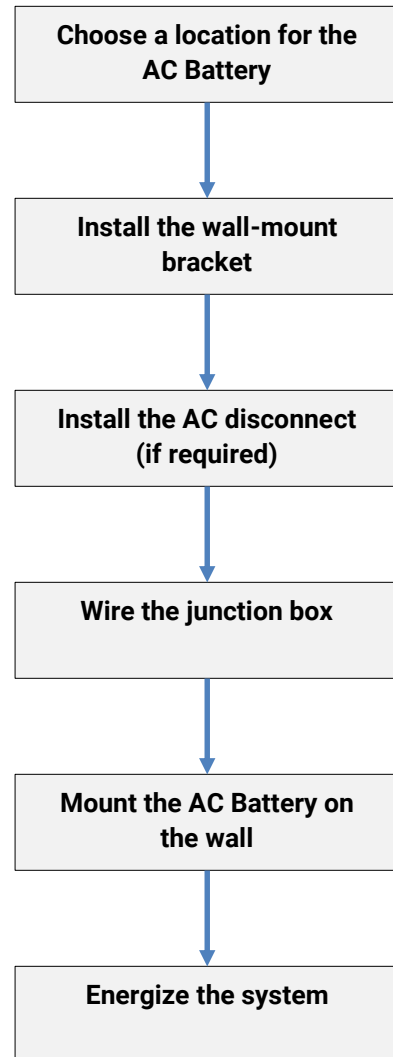 Choose a location for the
AC Battery
Install the wall-mount
bracket
Install the AC disconnect
(if required)
Wire the junction box
Mount the AC Battery on
the wall
Energize the system